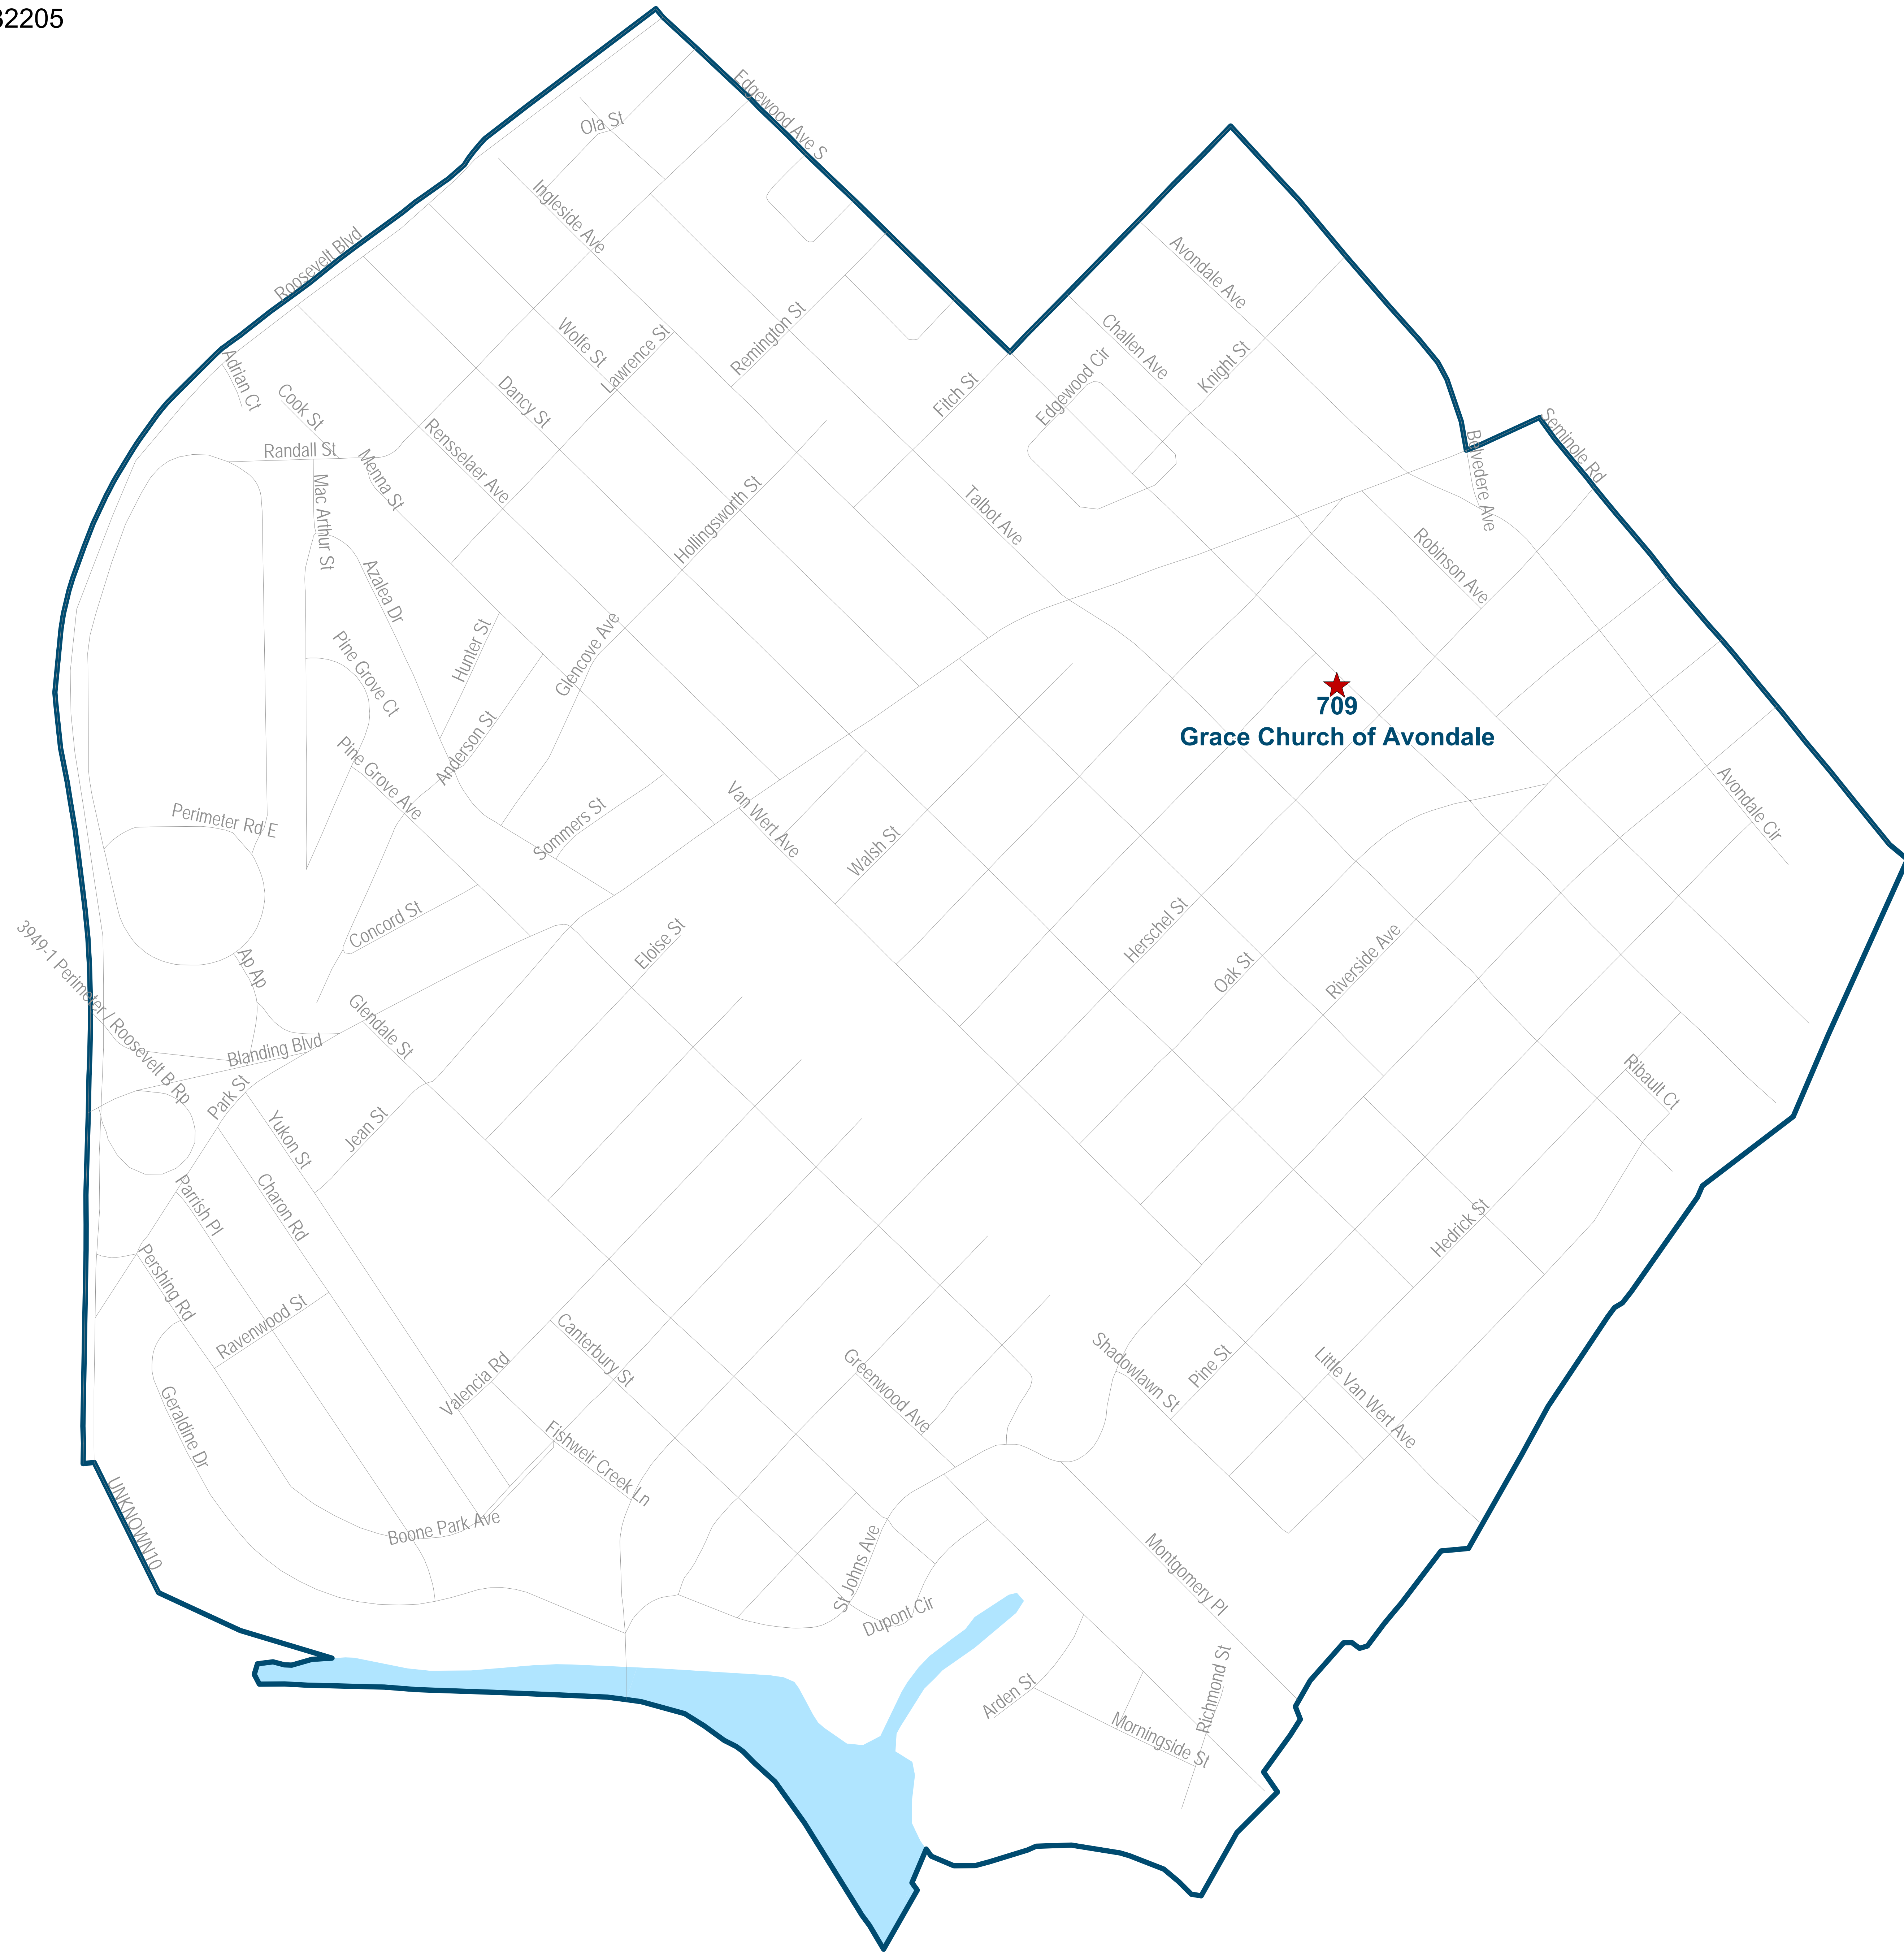 32205
Edgewood Ave S
Ola St
Ingleside Ave
Roosevelt Blvd
Avondale Ave
Remington St
Wolfe St
Lawrence St
Challen Ave
Knight St
Edgewood Cir
Adrian Ct
Cook St
Dancy St
Fitch St
Seminole Rd
Belvedere Ave
Randall St
Rensselaer Ave
Menna St
Mac Arthur St
Hollingsworth St
Talbot Ave
Robinson Ave
Azalea Dr
Hunter St
Glencove Ave
Pine Grove Ct
709
Grace Church of Avondale
Anderson St
Pine Grove Ave
Perimeter Rd E
Sommers St
Van Wert Ave
Walsh St
Avondale Cir
Concord St
Eloise St
Herschel St
Oak St
Riverside Ave
Ap Ap
3949-1 Perimeter / Roosevelt B Rp
Glendale St
Blanding Blvd
Park St
Yukon St
Jean St
Ribault Ct
Parrish Pl
Charon Rd
Hedrick St
Pershing Rd
Ravenwood St
Canterbury St
Valencia Rd
Greenwood Ave
Shadowlawn St
Pine St
Little Van Wert Ave
Geraldine Dr
Fishweir Creek Ln
UNKNOWN10
Boone Park Ave
St Johns Ave
Dupont Cir
Montgomery Pl
Arden St
Richmond St
Morningside St